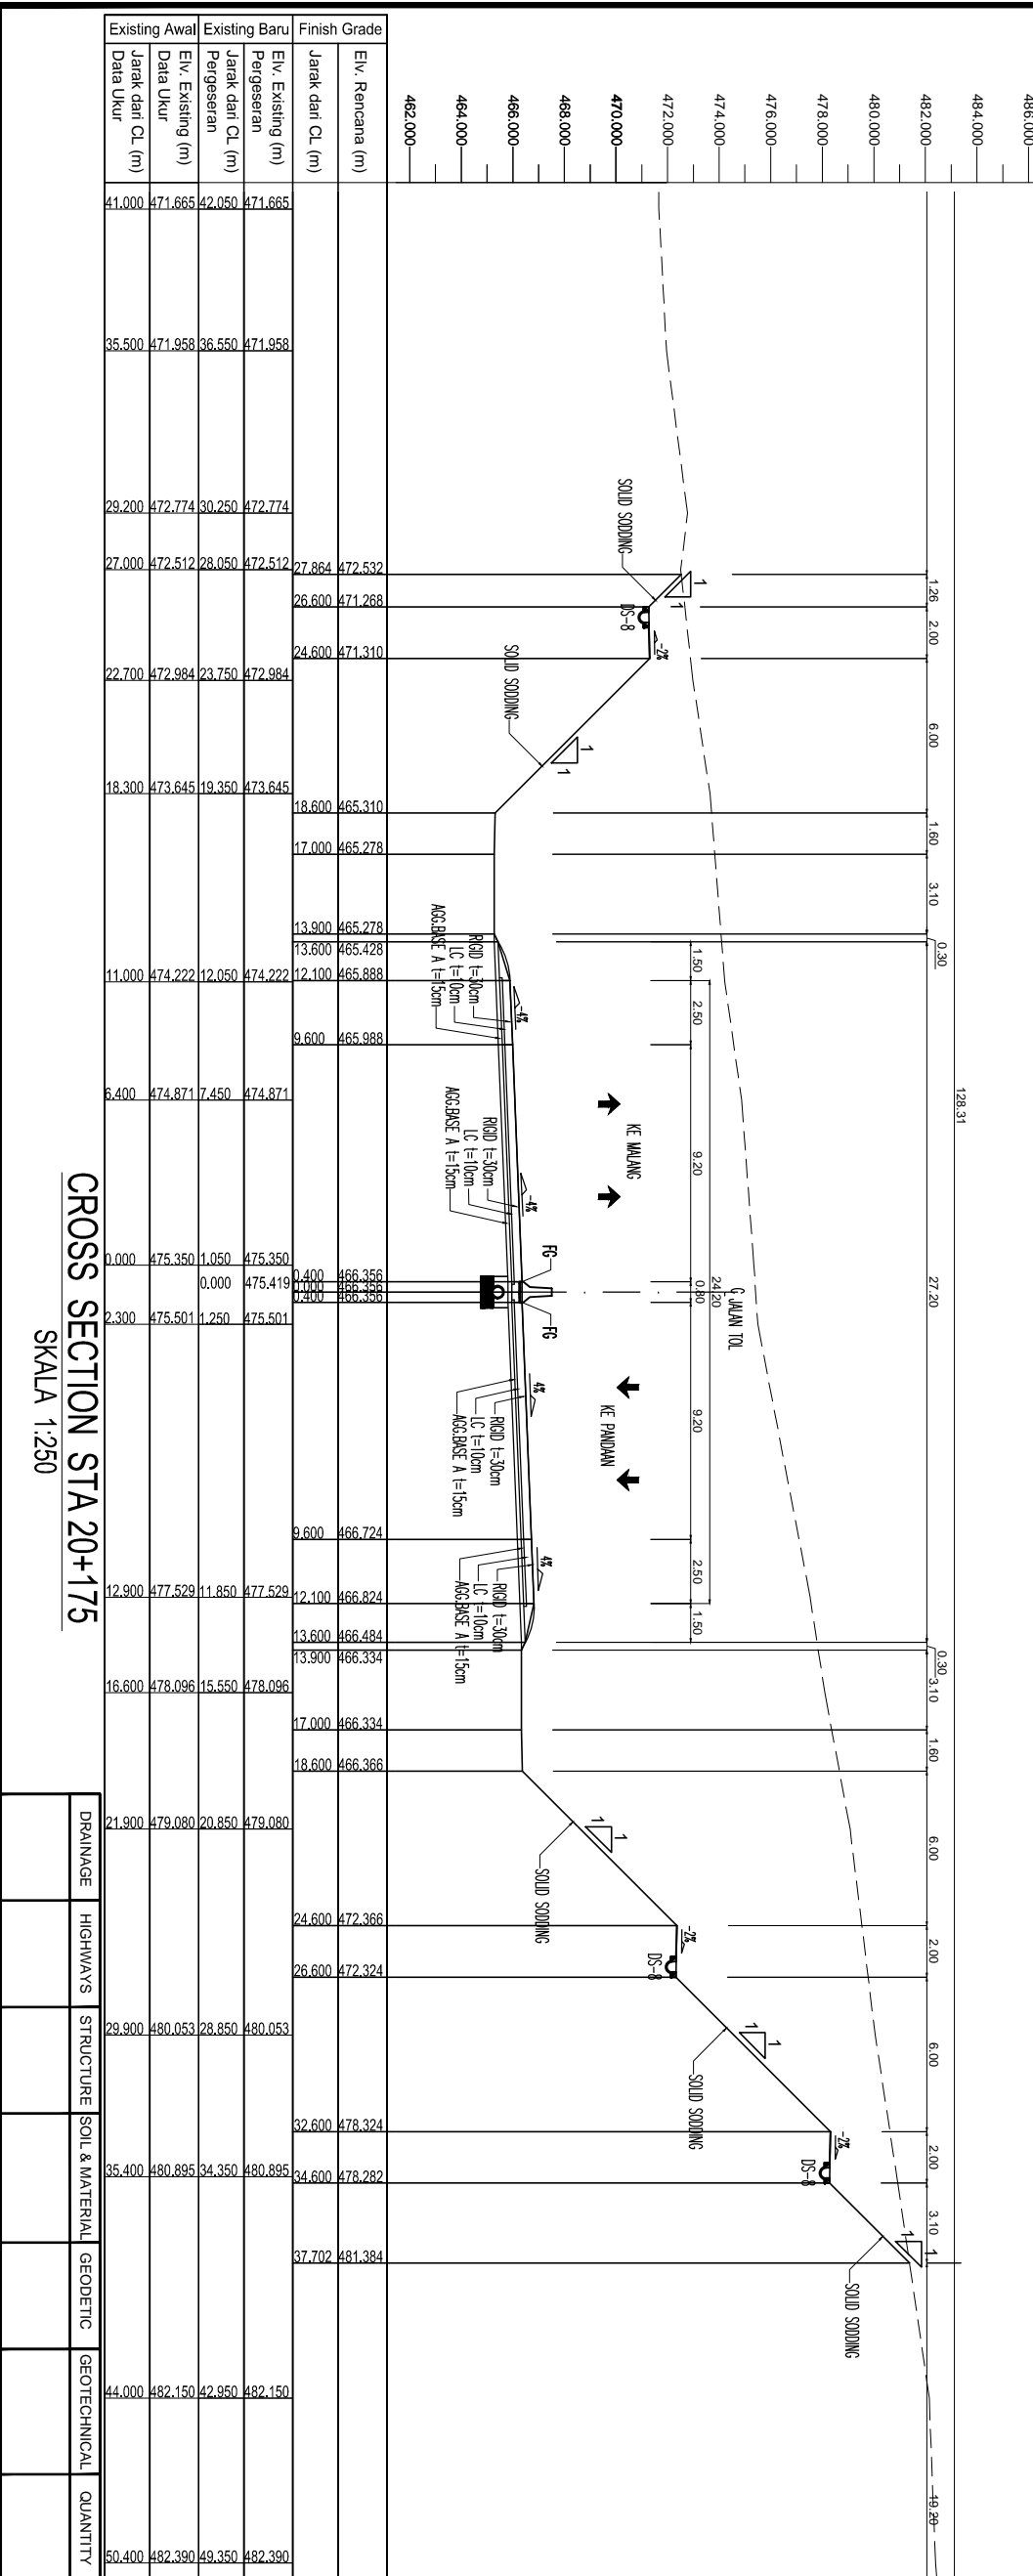 486.000
484.000
482.000
480.000
478.000
476.000
474.000
472.000
470.000
468.000
466.000
464.000
462.000
128.31
1.26
2.00
6.00
1.60
3.10
0.30
27.20
0.30
3.10
1.60
6.00
2.00
6.00
2.00
3.10
19.20
24.20
1.50
2.50
9.20
0.80
9.20
2.50
1.50
JALAN TOL
KE MALANG
KE PANDAAN
SOLID SODDING
1
1
DS-8
-2%
SOLID SODDING
1
1
RIGID t=30cm
LC t=10cm
AGG.BASE A t=15cm
-4%
RIGID t=30cm
LC t=10cm
AGG.BASE A t=15cm
-4%
FG
FG
4%
RIGID t=30cm
LC t=10cm
AGG.BASE A t=15cm
4%
RIGID t=30cm
LC t=10cm
AGG.BASE A t=15cm
1
1
SOLID SODDING
-2%
DS-8
1
1
SOLID SODDING
-2%
DS-8
1
1
SOLID SODDING
Finish Grade
Elv. Rencana (m)
472.532 471.268 471.310 465.310 465.278 465.278 465.428 465.888 465.988 466.356 466.356 466.356 466.724 466.824 466.484 466.334 466.334 466.366 472.366 472.324 478.324 478.282 481.384
Jarak dari CL (m)
27.864 26.600 24.600 18.600 17.000 13.900 13.600 12.100 9.600 0.400 0.000 0.400 9.600 12.100 13.600 13.900 17.000 18.600 24.600 26.600 32.600 34.600 37.702
Existing Baru
Elv. Existing (m)
Pergeseran
471.665 471.958 472.774 472.512 472.984 473.645 474.222 474.871 475.350 475.419 475.501 477.529 478.096 479.080 480.053 480.895 482.150 482.390
Jarak dari CL (m)
Pergeseran
42.050 36.550 30.250 28.050 23.750 19.350 12.050 7.450 1.050 0.000 1.250 11.850 15.550 20.850 28.850 34.350 42.950 49.350
Existing Awal
Elv. Existing (m)
Data Ukur
471.665 471.958 472.774 472.512 472.984 473.645 474.222 474.871 475.350 475.501 477.529 478.096 479.080 480.053 480.895 482.150 482.390
Jarak dari CL (m)
Data Ukur
41.000 35.500 29.200 27.000 22.700 18.300 11.000 6.400 0.000 2.300 12.900 16.600 21.900 29.900 35.400 44.000 50.400
CROSS SECTION STA 20+175
SKALA 1:250
DRAINAGE HIGHWAYS STRUCTURE SOIL & MATERIAL GEODETIC GEOTECHNICAL QUANTITY